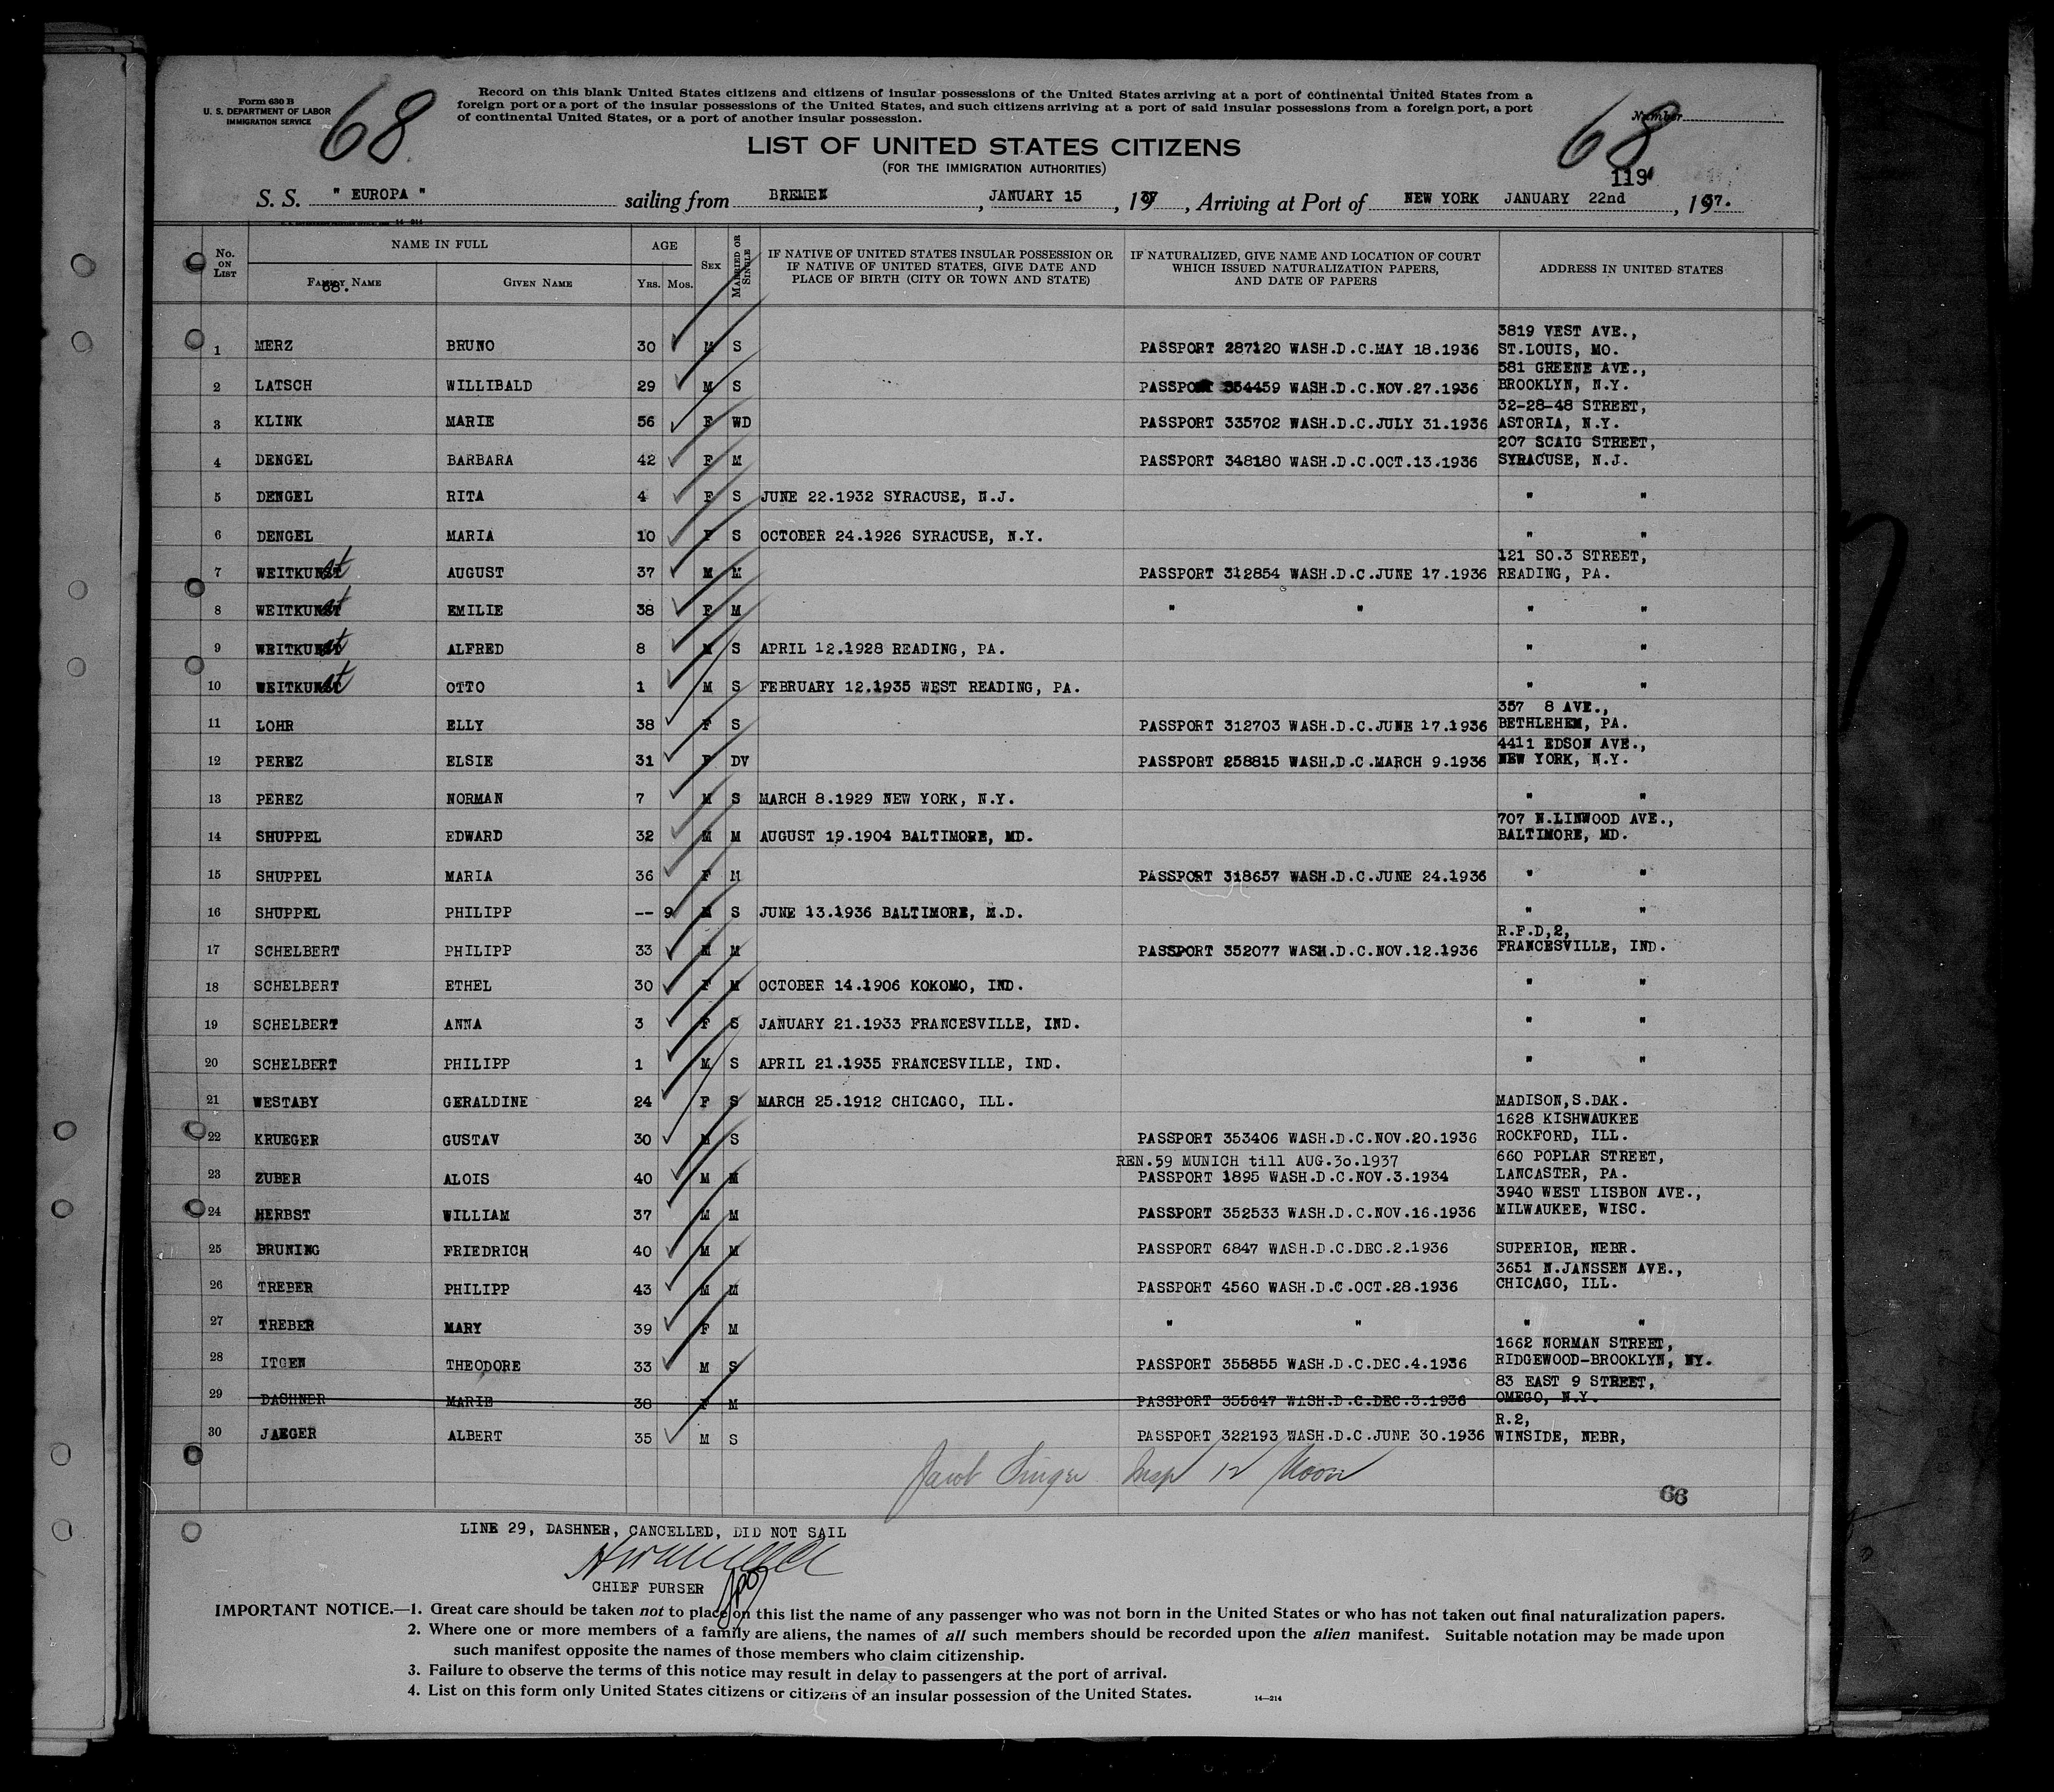 Form 630 B
U. S. DEPARTMENT OF LABOR
IMMIGRATION SERVICE
68
Record on this blank United States citizens and citizens of insular possessions of the United States arriving at a port of continental United States from a
foreign port or a port of the insular possessions of the United States, and such citizens arriving at a port of said insular possessions from a foreign port, a port
of continental United States, or a port of another insular possession.
68
Number
LIST OF UNITED STATES CITIZENS
(FOR THE IMMIGRATION AUTHORITIES)
119
S. S. " EUROPA " sailing from BREMEN, JANUARY 15, 1937, Arriving at Port of NEW YORK JANUARY 22nd, 1937.
No. ON LIST
NAME IN FULL
FAMILY NAME
68.
GIVEN NAME
AGE
YRS. MOS.
SEX
MARRIED OR SINGLE
IF NATIVE OF UNITED STATES INSULAR POSSESSION OR
IF NATIVE OF UNITED STATES, GIVE DATE AND
PLACE OF BIRTH (CITY OR TOWN AND STATE)
IF NATURALIZED, GIVE NAME AND LOCATION OF COURT
WHICH ISSUED NATURALIZATION PAPERS,
AND DATE OF PAPERS
ADDRESS IN UNITED STATES
3819 VEST AVE.,
1 MERZ BRUNO 30 M S PASSPORT 287120 WASH.D.C.MAY 18.1936 ST.LOUIS, MO.
581 GREENE AVE.,
2 LATSCH WILLIBALD 29 M S PASSPORT 354459 WASH.D.C.NOV.27.1936 BROOKLYN, N.Y.
32-28-48 STREET,
3 KLINK MARIE 56 F WD PASSPORT 335702 WASH.D.C.JULY 31.1936 ASTORIA, N.Y.
207 SCAIG STREET,
4 DENGEL BARBARA 42 F M PASSPORT 348180 WASH.D.C.OCT.13.1936 SYRACUSE, N.J.
5 DENGEL RITA 4 F S JUNE 22.1932 SYRACUSE, N.J. " "
6 DENGEL MARIA 10 F S OCTOBER 24.1926 SYRACUSE, N.Y. " "
121 SO.3 STREET,
7 WEITKUNAT AUGUST 37 M M PASSPORT 312854 WASH.D.C.JUNE 17.1936 READING, PA.
8 WEITKUNAT EMILIE 38 F M " " " "
9 WEITKUNAT ALFRED 8 M S APRIL 12.1928 READING, PA. " "
10 WEITKUNAT OTTO 1 M S FEBRUARY 12.1935 WEST READING, PA. " "
357 8 AVE.,
11 LOHR ELLY 38 F S PASSPORT 312703 WASH.D.C.JUNE 17.1936 BETHLEHEM, PA.
4411 EDSON AVE.,
12 PEREZ ELSIE 31 F DV PASSPORT 258815 WASH.D.C.MARCH 9.1936 NEW YORK, N.Y.
13 PEREZ NORMAN 7 M S MARCH 8.1929 NEW YORK, N.Y. " "
707 N.LINWOOD AVE.,
14 SHUPPEL EDWARD 32 M M AUGUST 19.1904 BALTIMORE, MD. BALTIMORE, MD.
15 SHUPPEL MARIA 36 F M PASSPORT 318657 WASH.D.C.JUNE 24.1936 " "
16 SHUPPEL PHILIPP -- 9 M S JUNE 13.1936 BALTIMORE, M.D. " "
R.F.D,2,
17 SCHELBERT PHILIPP 33 M M PASSPORT 352077 WASH.D.C.NOV.12.1936 FRANCESVILLE, IND.
18 SCHELBERT ETHEL 30 F M OCTOBER 14.1906 KOKOMO, IND. " "
19 SCHELBERT ANNA 3 F S JANUARY 21.1933 FRANCESVILLE, IND. " "
20 SCHELBERT PHILIPP 1 M S APRIL 21.1935 FRANCESVILLE, IND. " "
21 WESTABY GERALDINE 24 F S MARCH 25.1912 CHICAGO, ILL. MADISON,S.DAK.
1628 KISHWAUKEE
22 KRUEGER GUSTAV 30 M S PASSPORT 353406 WASH.D.C.NOV.20.1936 ROCKFORD, ILL.
REN.59 MUNICH till AUG.30.1937 660 POPLAR STREET,
23 ZUBER ALOIS 40 M M PASSPORT 1895 WASH.D.C.NOV.3.1934 LANCASTER, PA.
3940 WEST LISBON AVE.,
24 HERBST WILLIAM 37 M M PASSPORT 352533 WASH.D.C.NOV.16.1936 MILWAUKEE, WISC.
25 BRUNING FRIEDRICH 40 M M PASSPORT 6847 WASH.D.C.DEC.2.1936 SUPERIOR, NEBR.
3651 N.JANSSEN AVE.,
26 TREBER PHILIPP 43 M M PASSPORT 4560 WASH.D.C.OCT.28.1936 CHICAGO, ILL.
27 TREBER MARY 39 F M " " " "
1662 NORMAN STREET,
28 ITGEN THEODORE 33 M S PASSPORT 355855 WASH.D.C.DEC.4.1936 RIDGEWOOD-BROOKLYN, NY.
83 EAST 9 STREET,
29 DASHNER MARIE 38 F M PASSPORT 355647 WASH.D.C.DEC.3.1936 OMEGO, N.Y.
R.2,
30 JAEGER ALBERT 35 M S PASSPORT 322193 WASH.D.C.JUNE 30.1936 WINSIDE, NEBR,
Jacob Singer Insp 12 Noon
66
LINE 29, DASHNER, CANCELLED, DID NOT SAIL
CHIEF PURSER
IMPORTANT NOTICE.—1. Great care should be taken not to place on this list the name of any passenger who was not born in the United States or who has not taken out final naturalization papers.
2. Where one or more members of a family are aliens, the names of all such members should be recorded upon the alien manifest. Suitable notation may be made upon
such manifest opposite the names of those members who claim citizenship.
3. Failure to observe the terms of this notice may result in delay to passengers at the port of arrival.
4. List on this form only United States citizens or citizens of an insular possession of the United States.
14—214